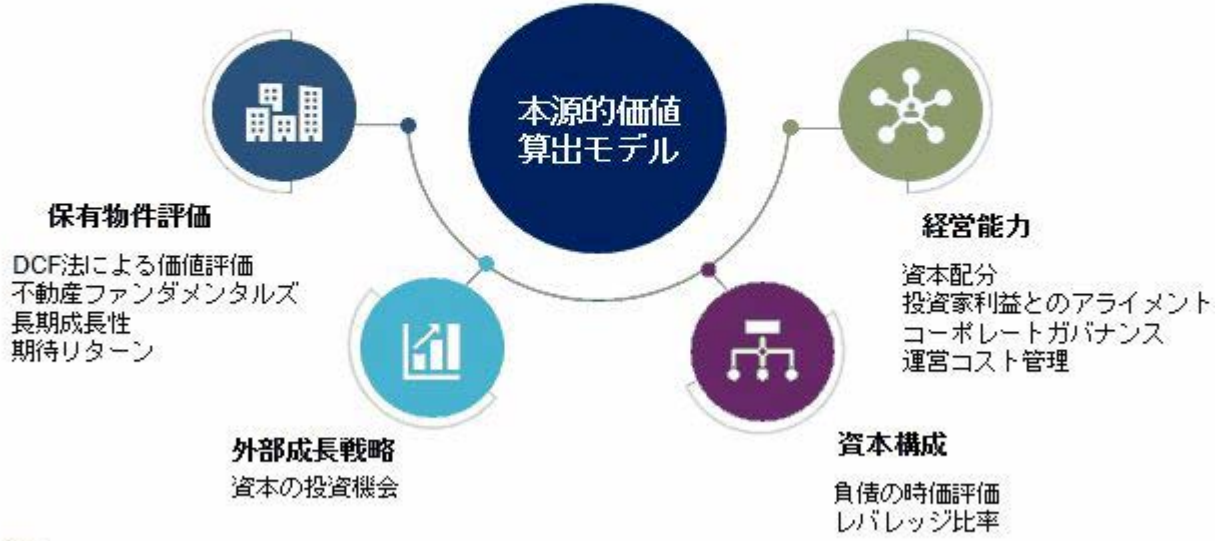 本源的価値
算出モデル
保有物件評価
DCF法による価値評価
不動産ファンダメンタルズ
長期成長性
期待リターン
外部成長戦略
資本の投資機会
資本構成
負債の時価評価
レバレッジ比率
経営能力
資本配分
投資家利益とのアライメント
コーポレートガバナンス
運営コスト管理